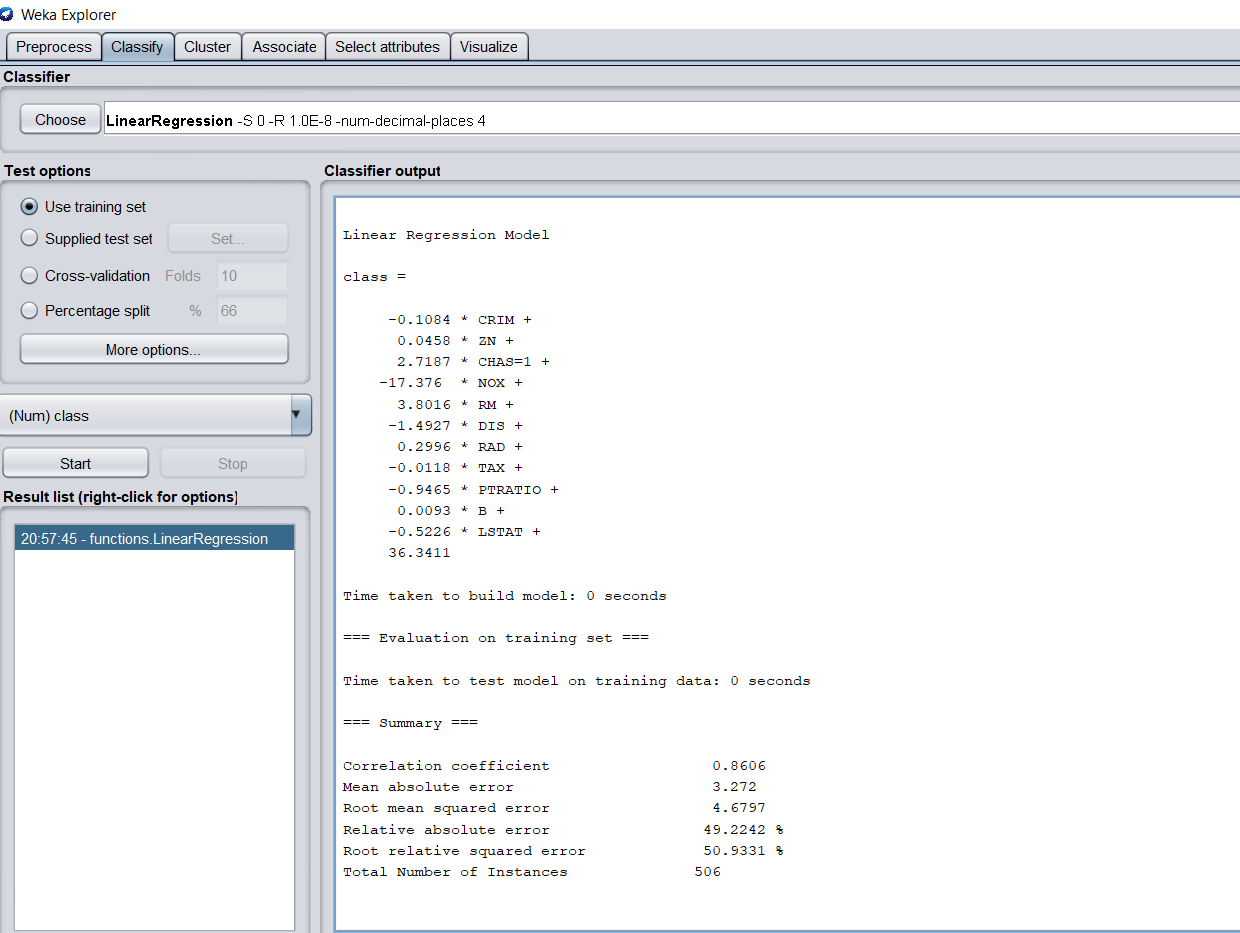 Weka Explorer
Preprocess Classify Cluster Associate Select attributes Visualize
Classifier
Choose LinearRegression -S 0 -R 1.0E-8 -num-decimal-places 4
Test options
Use training set
Supplied test set Set...
Cross-validation Folds 10
Percentage split % 66
More options...
(Num) class
Start Stop
Result list (right-click for options)
20:57:45 - functions.LinearRegression
Classifier output
Linear Regression Model
class =
-0.1084 * CRIM +
0.0458 * ZN +
2.7187 * CHAS=1 +
-17.376 * NOX +
3.8016 * RM +
-1.4927 * DIS +
0.2996 * RAD +
-0.0118 * TAX +
-0.9465 * PTRATIO +
0.0093 * B +
-0.5226 * LSTAT +
36.3411
Time taken to build model: 0 seconds
=== Evaluation on training set ===
Time taken to test model on training data: 0 seconds
=== Summary ===
Correlation coefficient 0.8606
Mean absolute error 3.272
Root mean squared error 4.6797
Relative absolute error 49.2242 %
Root relative squared error 50.9331 %
Total Number of Instances 506